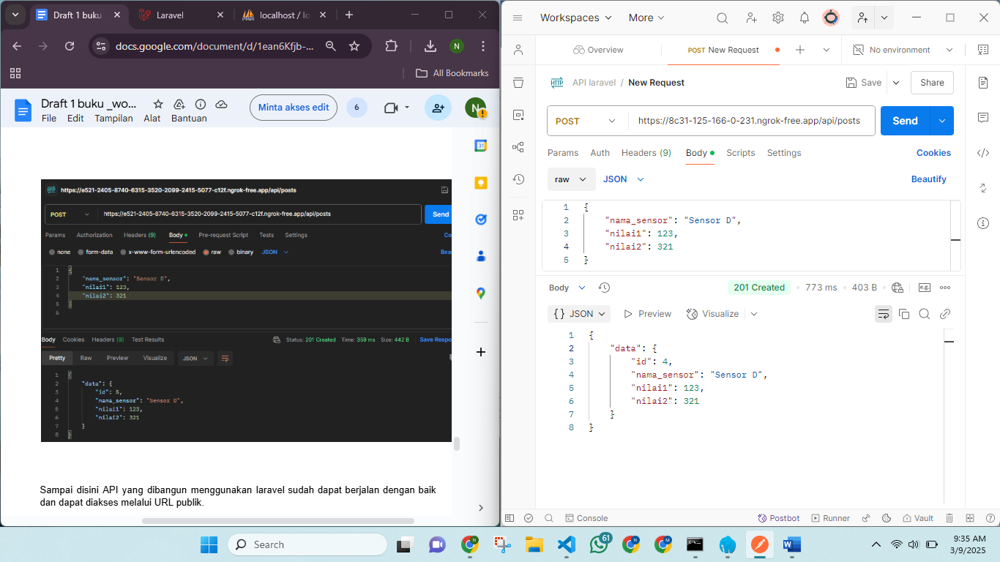 Draft 1 buku
Laravel
localhost / lo
docs.google.com/document/d/1ean6Kfjb-...
N
All Bookmarks
Draft 1 buku _wo...
File Edit Tampilan Alat Bantuan
Minta akses edit
6
N
31
HTTP https://e521-2405-8740-6315-3520-2099-2415-5077-c12f.ngrok-free.app/api/posts
POST https://e521-2405-8740-6315-3520-2099-2415-5077-c12f.ngrok-free.app/api/posts Send
Params Authorization Headers (9) Body Pre-request Script Tests Settings Co
none form-data x-www-form-urlencoded raw binary JSON Beau
1 {
2 "nama_sensor": "Sensor D",
3 "nilai1": 123,
4 "nilai2": 321
5 }
6
Body Cookies Headers (9) Test Results Status: 201 Created Time: 359 ms Size: 442 B Save Respo
Pretty Raw Preview Visualize JSON
1 {
2 "data": {
3 "id": 5,
4 "nama_sensor": "Sensor D",
5 "nilai1": 123,
6 "nilai2": 321
7 }
8 }
Sampai disini API yang dibangun menggunakan laravel sudah dapat berjalan dengan baik
dan dapat diakses melalui URL publik.
Workspaces More
Overview POST New Request No environment
HTTP API laravel / New Request Save Share
POST https://8c31-125-166-0-231.ngrok-free.app/api/posts Send
Params Auth Headers (9) Body Scripts Settings Cookies
raw JSON Beautify
1 {
2 "nama_sensor": "Sensor D",
3 "nilai1": 123,
4 "nilai2": 321
5 }
Body 201 Created 773 ms 403 B e.g.
{} JSON Preview Visualize
1 {
2 "data": {
3 "id": 4,
4 "nama_sensor": "Sensor D",
5 "nilai1": 123,
6 "nilai2": 321
7 }
8 }
Console Postbot Runner Vault
Search
61
9:35 AM
3/9/2025